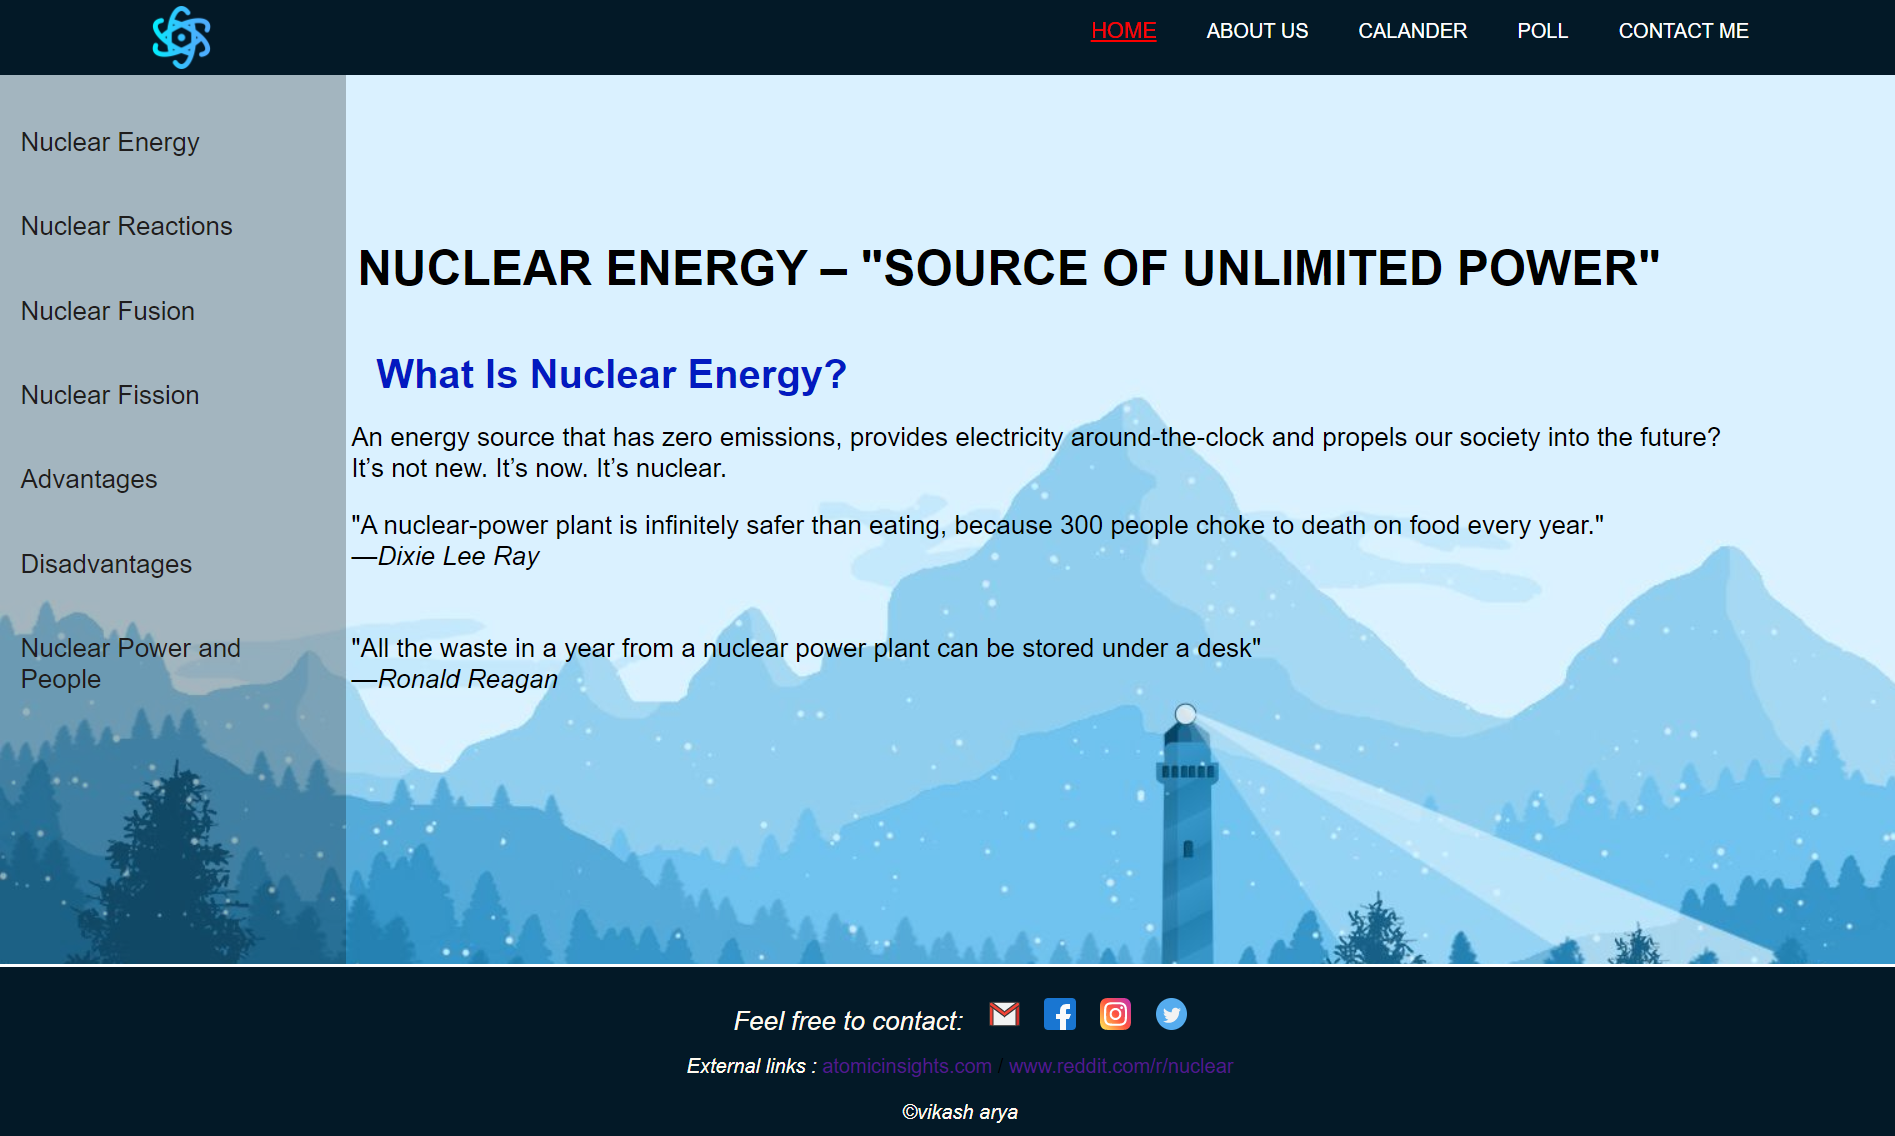 HOME ABOUT US CALANDER POLL CONTACT ME
Nuclear Energy
Nuclear Reactions
Nuclear Fusion
Nuclear Fission
Advantages
Disadvantages
Nuclear Power and
People
NUCLEAR ENERGY – "SOURCE OF UNLIMITED POWER"
What Is Nuclear Energy?
An energy source that has zero emissions, provides electricity around-the-clock and propels our society into the future?
It’s not new. It’s now. It’s nuclear.
"A nuclear-power plant is infinitely safer than eating, because 300 people choke to death on food every year."
—Dixie Lee Ray
"All the waste in a year from a nuclear power plant can be stored under a desk"
—Ronald Reagan
Feel free to contact:
External links : atomicinsights.com / www.reddit.com/r/nuclear
©vikash arya